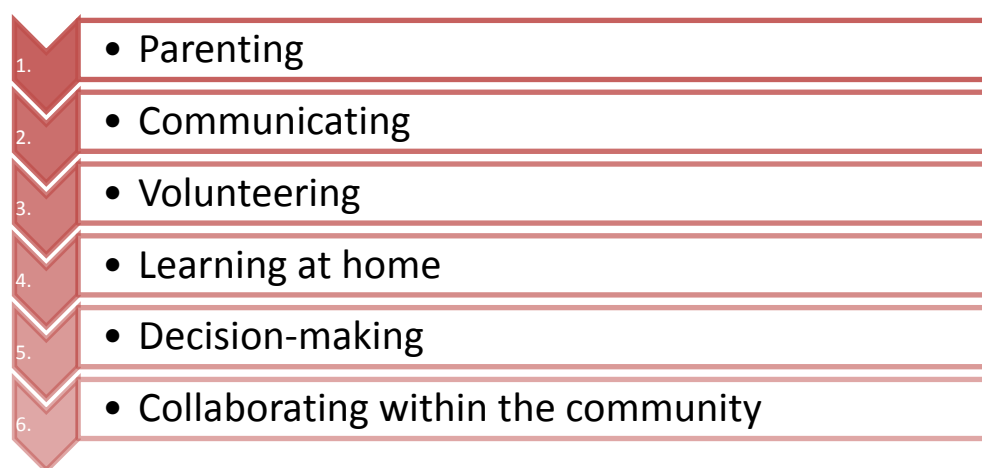 1. • Parenting
2. • Communicating
3. • Volunteering
4. • Learning at home
5. • Decision-making
6. • Collaborating within the community